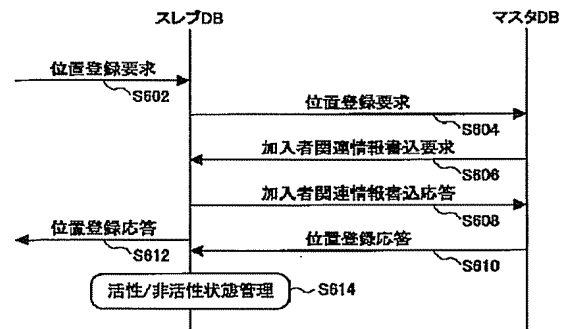 スレブDB
マスタDB
位置登録要求
S602
位置登録要求
S604
加入者関連情報書込要求
S606
加入者関連情報書込応答
S608
位置登録応答
S612
位置登録応答
S610
活性/非活性状態管理
S614